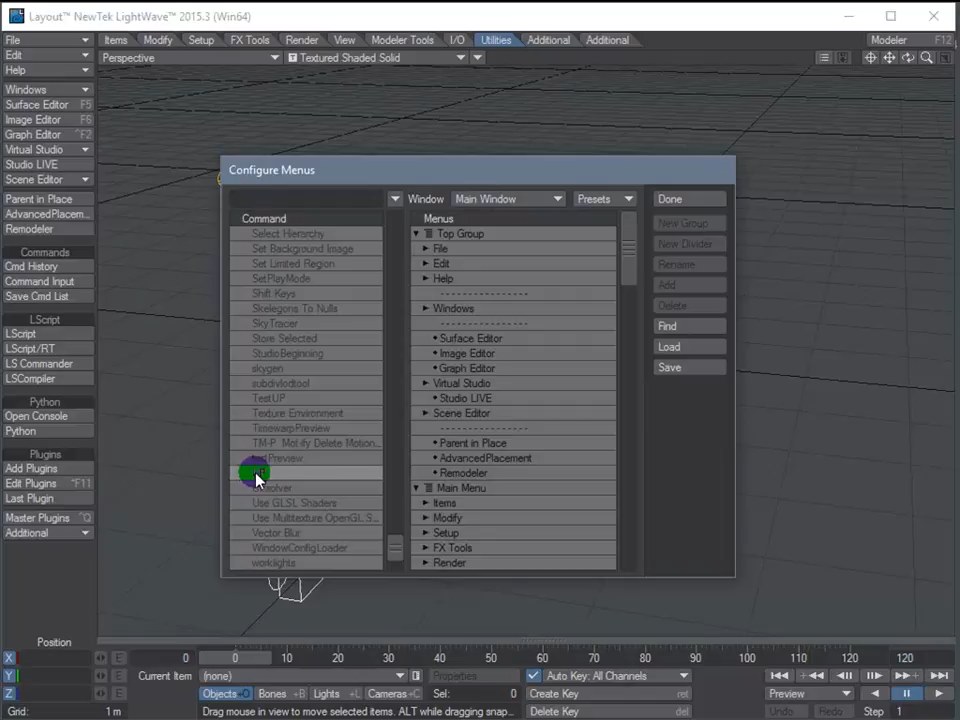 Layout™ NewTek LightWave™ 2015.3 (Win64)
File Items Modify Setup FX Tools Render View Modeler Tools I/O Utilities Additional Additional Modeler F12
Edit Perspective Textured Shaded Solid
Help
Windows
Surface Editor F5
Image Editor F6
Graph Editor ^F2
Virtual Studio
Studio LIVE
Scene Editor
Parent in Place
AdvancedPlacem...
Remodeler
Commands
Cmd History
Command Input
Save Cmd List
LScript
LScript
LScript/RT
LS Commander
LSCompiler
Python
Open Console
Python
Plugins
Add Plugins
Edit Plugins ^F11
Last Plugin
Master Plugins ^Q
Additional
Configure Menus
Window Main Window Presets Done
Command
Select Hierarchy
Set Background Image
Set Limited Region
SetPlayMode
Shift Keys
Skelegons To Nulls
SkyTracer
Store Selected
StudioBeginning
skygen
subdivlodtool
TestUP
Texture Environment
TimewarpPreview
TM-P Motify Delete Motion...
Preview
Use GLSL Shaders
Use Multitexture OpenGL S...
Vector Blur
WindowConfigLoader
worklights
Menus
Top Group
File
Edit
Help
- - - - - - - - - - - - - - -
Windows
- - - - - - - - - - - - - - -
Surface Editor
Image Editor
Graph Editor
Virtual Studio
Studio LIVE
Scene Editor
- - - - - - - - - - - - - - -
Parent in Place
AdvancedPlacement
Remodeler
Main Menu
Items
Modify
Setup
FX Tools
Render
New Group
New Divider
Rename
Add
Delete
Find
Load
Save
Position
X 0 0 10 20 30 40 50 60 70 80 90 100 110 120 120
Y E Current Item (none) Properties Auto Key: All Channels
Z E Objects+O Bones +B Lights +L Cameras+C Sel: 0 Create Key ret Preview
Grid: 1 m Drag mouse in view to move selected items. ALT while dragging snap... Delete Key del Undo Redo Step 1